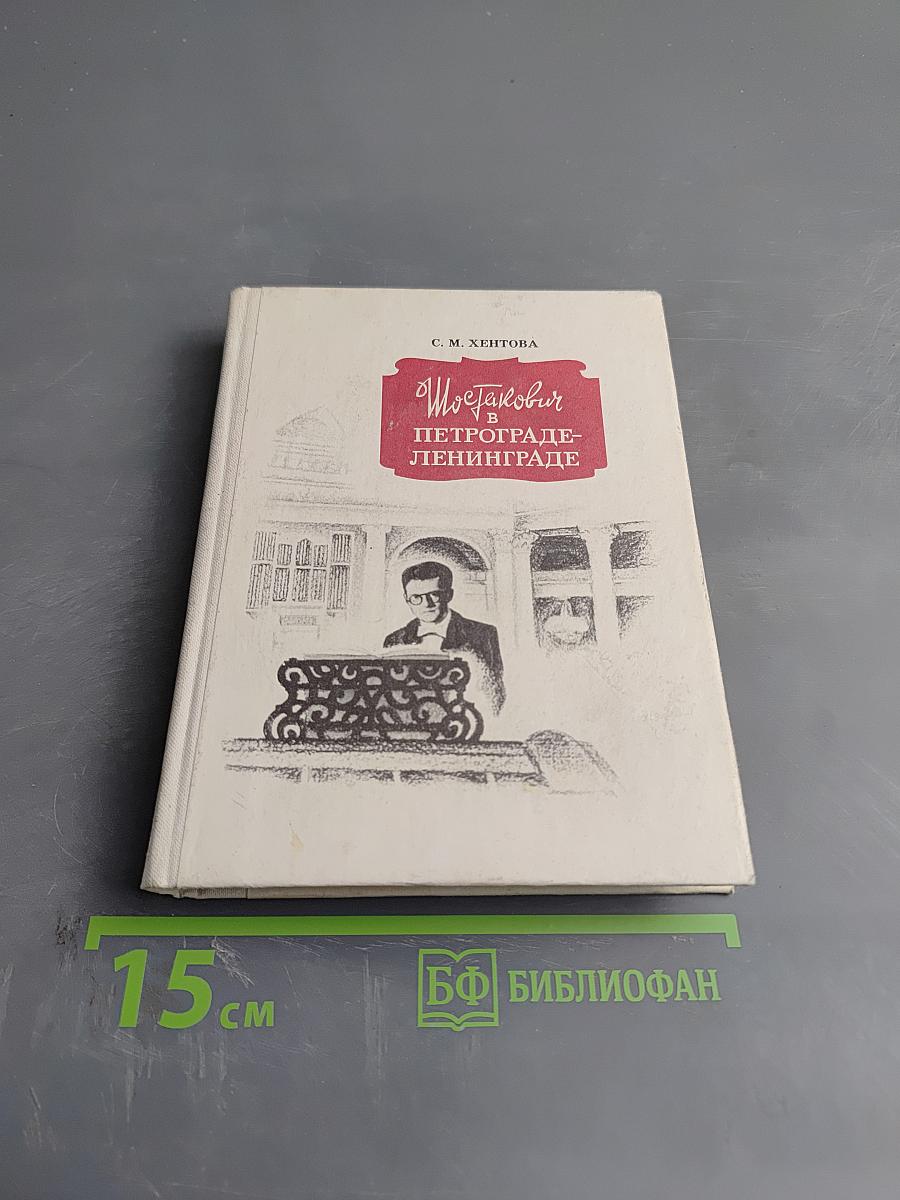 С. М. ХЕНТОВА
Шостакович
в
ПЕТРОГРАДЕ-
ЛЕНИНГРАДЕ
15 см
БФ БИБЛИОФАН